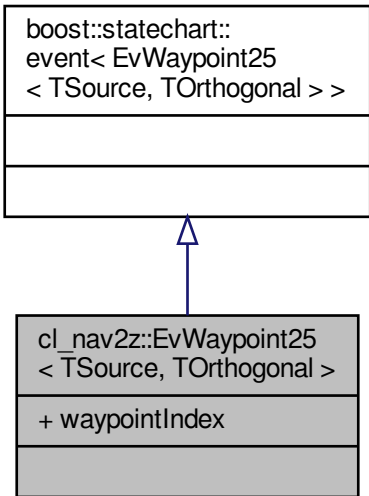 boost::statechart::
event< EvWaypoint25
< TSource, TOrthogonal > >
cl_nav2z::EvWaypoint25
< TSource, TOrthogonal >
+ waypointIndex